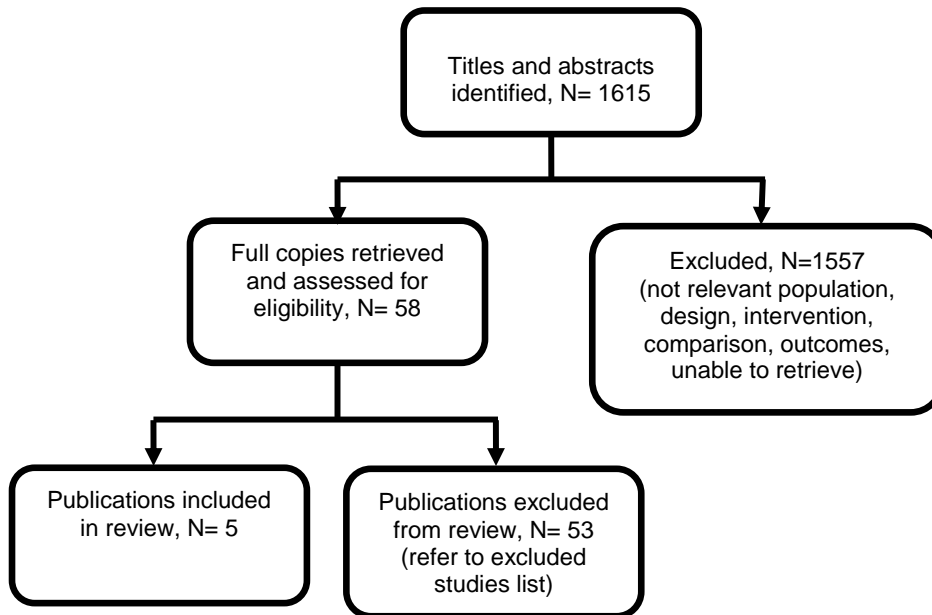 Titles and abstracts
identified, N= 1615
Full copies retrieved
and assessed for
eligibility, N= 58
Excluded, N=1557
(not relevant population,
design, intervention,
comparison, outcomes,
unable to retrieve)
Publications included
in review, N= 5
Publications excluded
from review, N= 53
(refer to excluded
studies list)